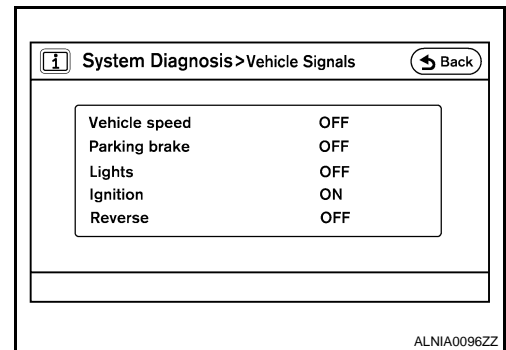 i System Diagnosis>Vehicle Signals Back
Vehicle speed OFF
Parking brake OFF
Lights OFF
Ignition ON
Reverse OFF
ALNIA0096ZZ